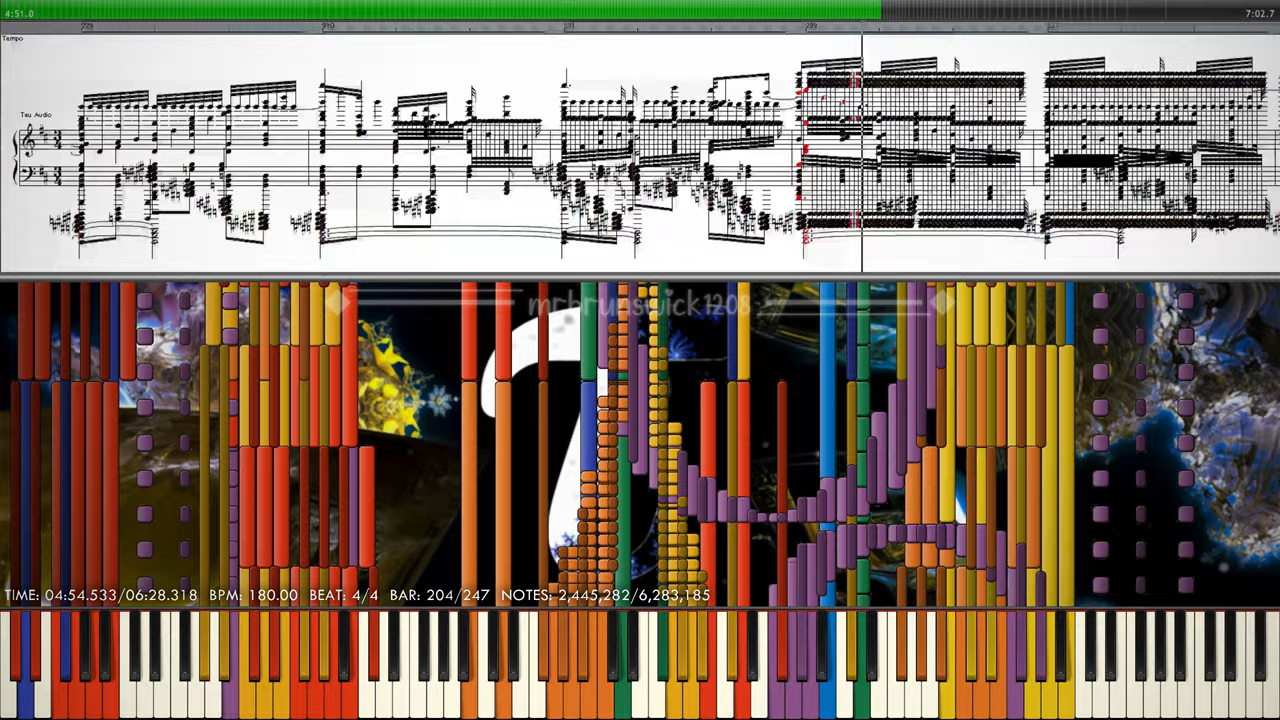 4:51.0 7:02.7
Tempo
Tsu Audio
mrbrunswick1208
TIME: 04:54.533/06:28.318 BPM: 180.00 BEAT: 4/4 BAR: 204/247 NOTES: 2,445,282/6,283,185